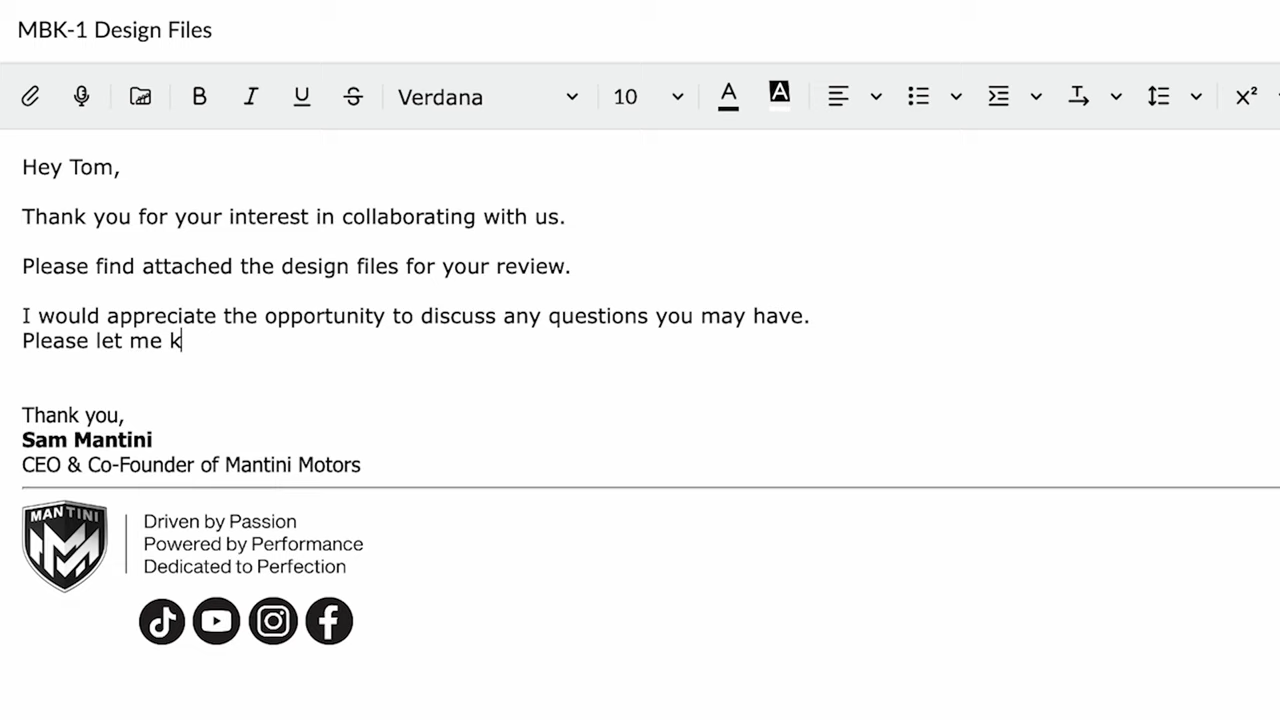 MBK-1 Design Files
B I U S Verdana 10 A A T X²
Hey Tom,
Thank you for your interest in collaborating with us.
Please find attached the design files for your review.
I would appreciate the opportunity to discuss any questions you may have.
Please let me k
Thank you,
Sam Mantini
CEO & Co-Founder of Mantini Motors
MANTINI
Driven by Passion
Powered by Performance
Dedicated to Perfection